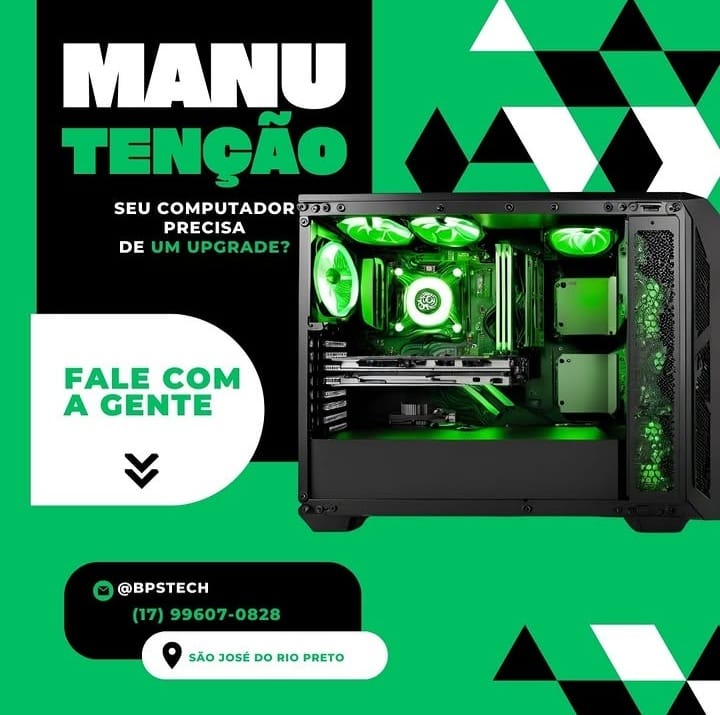 MANU
TENÇÃO
SEU COMPUTADOR
PRECISA
DE UM UPGRADE?
FALE COM
A GENTE
@BPSTECH
(17) 99607-0828
SÃO JOSÉ DO RIO PRETO